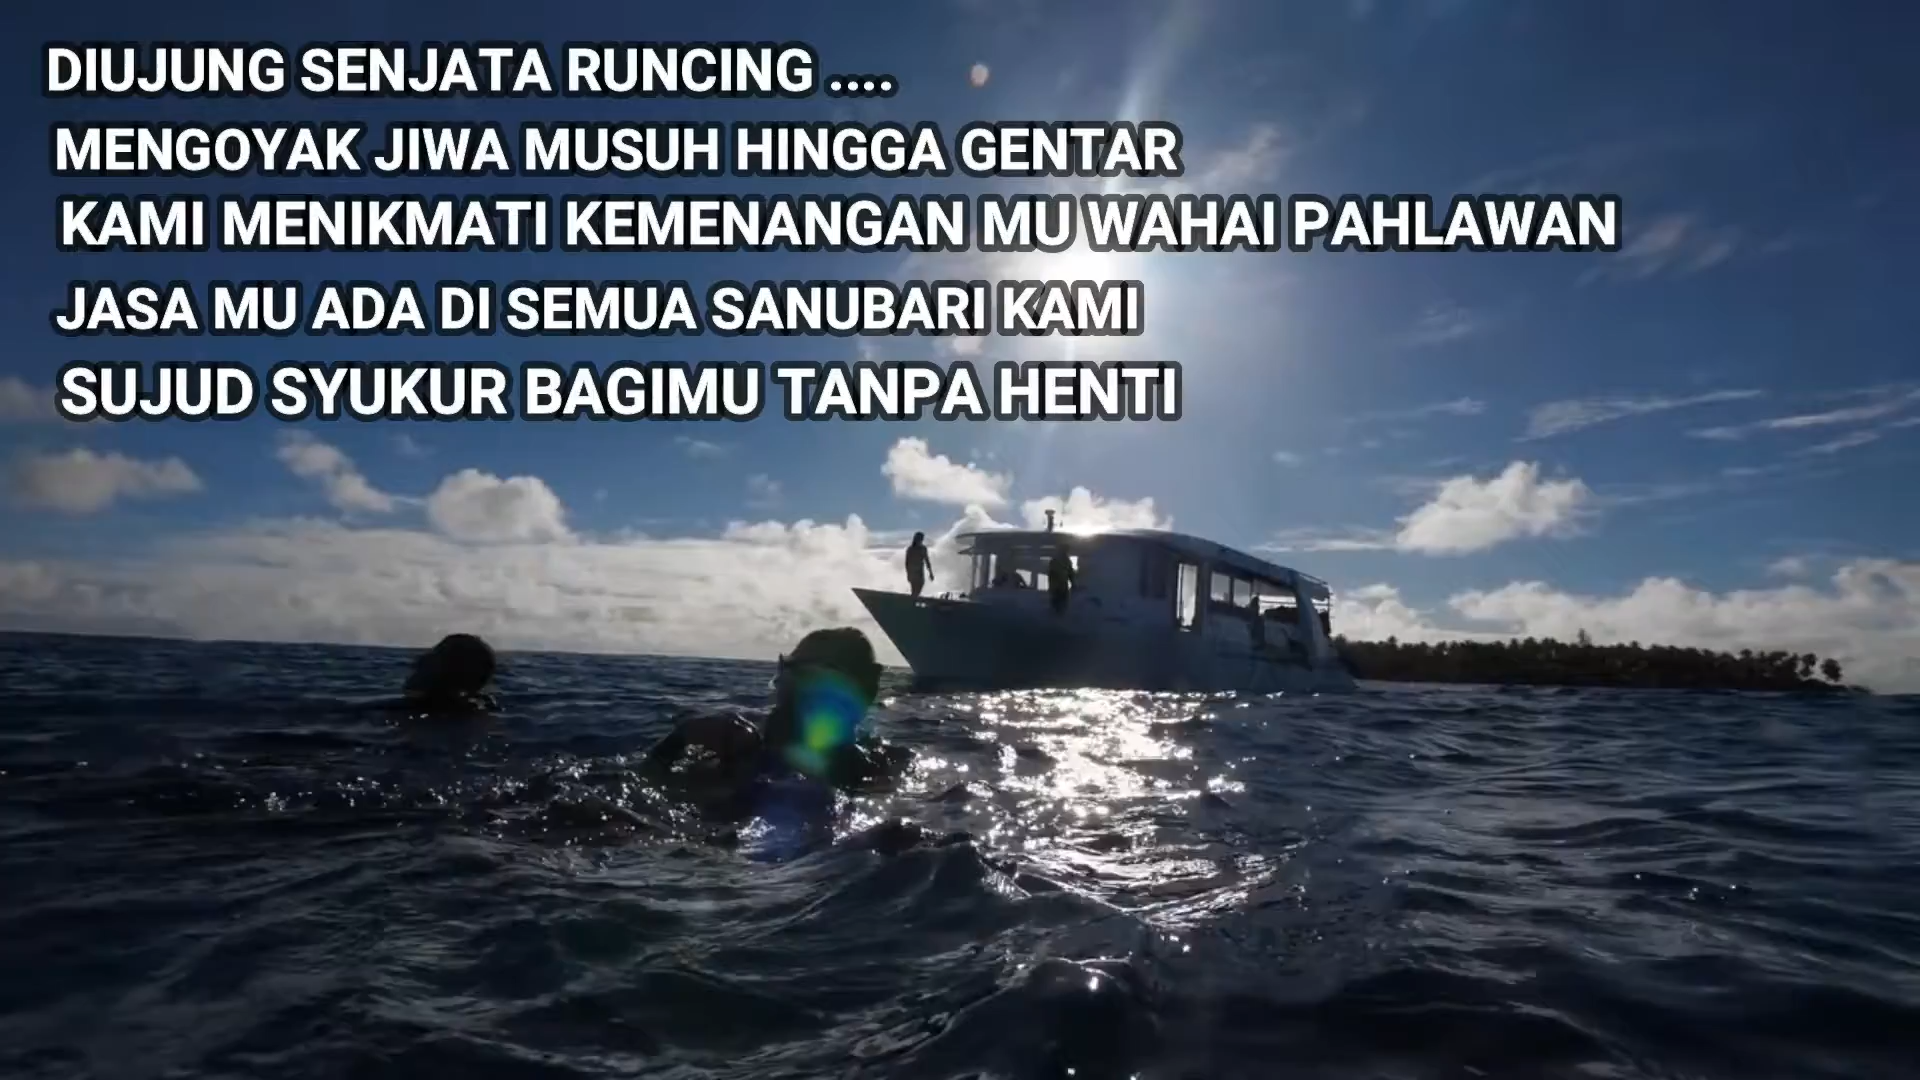 DIUJUNG SENJATA RUNCING ....
MENGOYAK JIWA MUSUH HINGGA GENTAR
KAMI MENIKMATI KEMENANGAN MU WAHAI PAHLAWAN
JASA MU ADA DI SEMUA SANUBARI KAMI
SUJUD SYUKUR BAGIMU TANPA HENTI